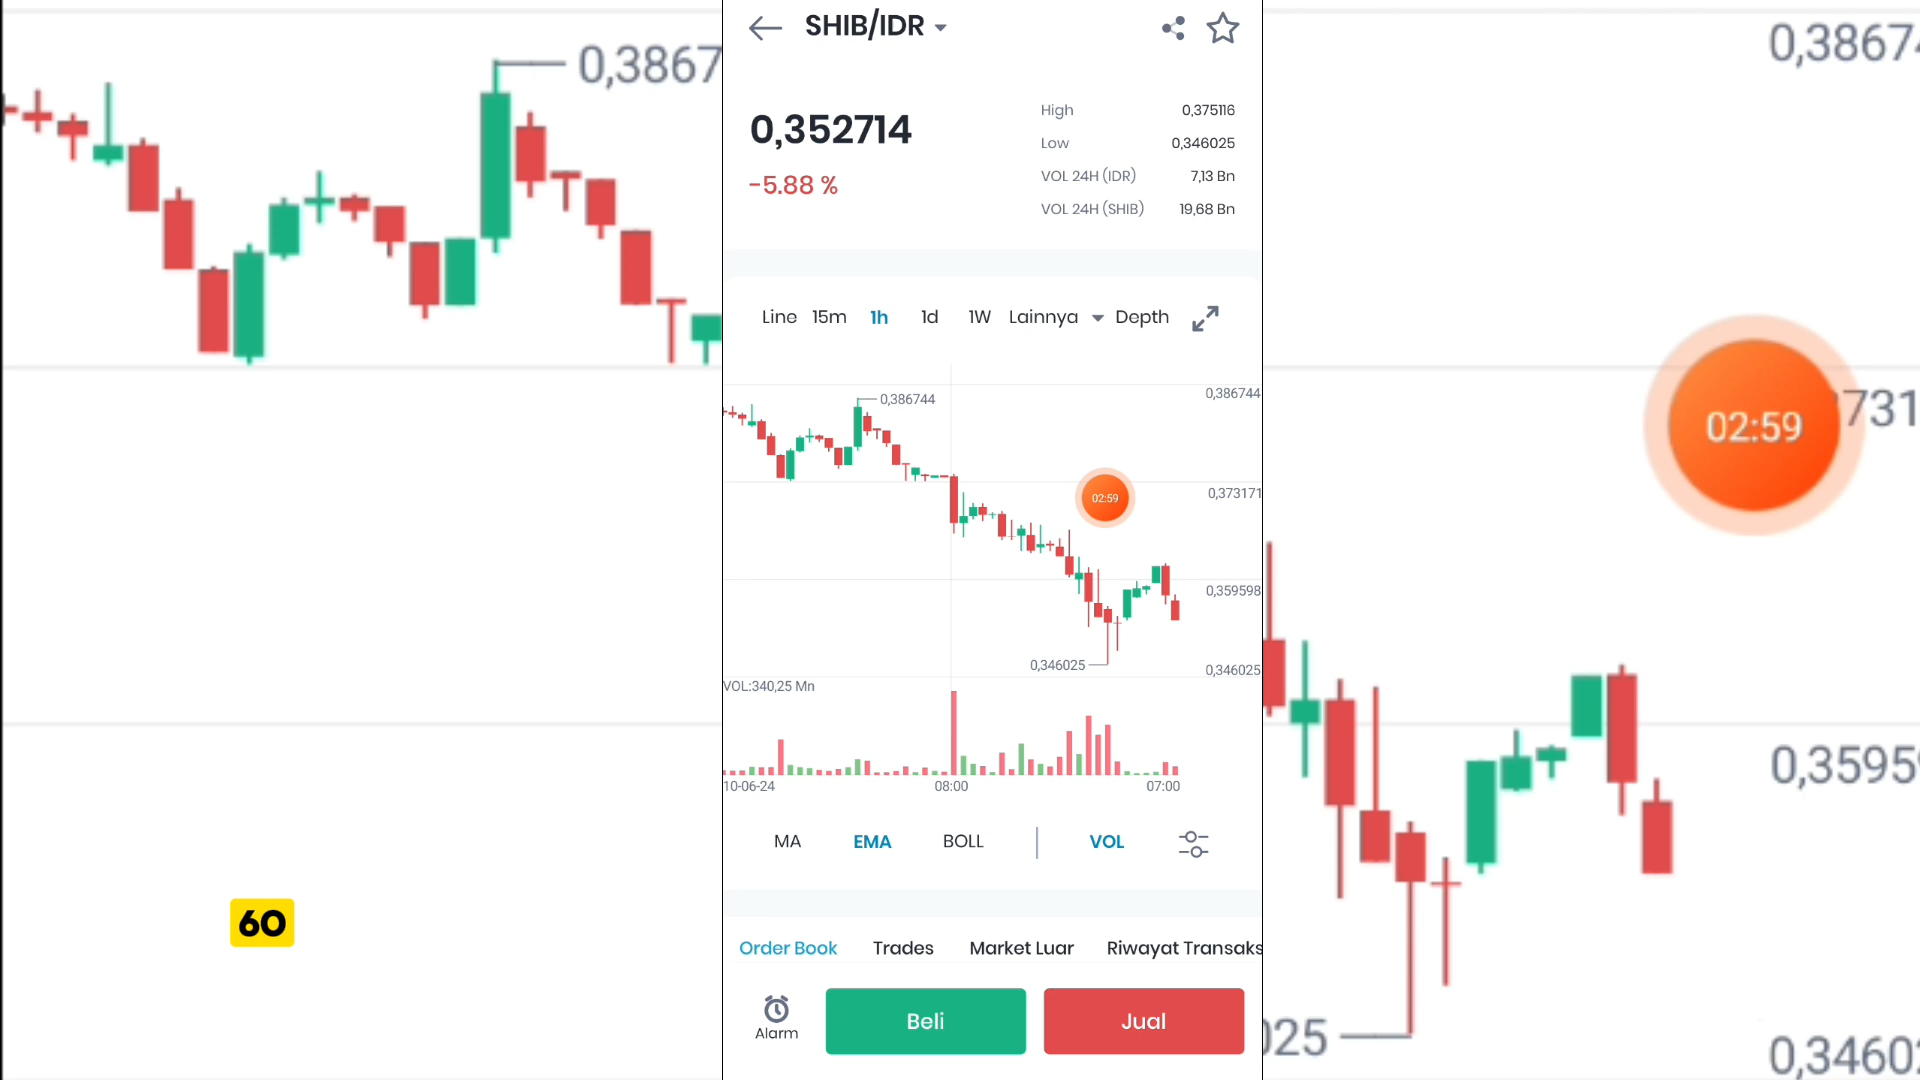 SHIB/IDR
0,352714
-5.88 %
High 0,375116
Low 0,346025
VOL 24H (IDR) 7,13 Bn
VOL 24H (SHIB) 19,68 Bn
Line 15m 1h 1d 1W Lainnya Depth
0,386744
0,386744
0,373171
02:59
0,359598
0,346025
0,346025
VOL:340,25 Mn
10-06-24 08:00 07:00
MA EMA BOLL VOL
Order Book Trades Market Luar Riwayat Transaks
Alarm
Beli
Jual
0,3867
60
0,3867
02:59
731
0,3595
025
0,3460